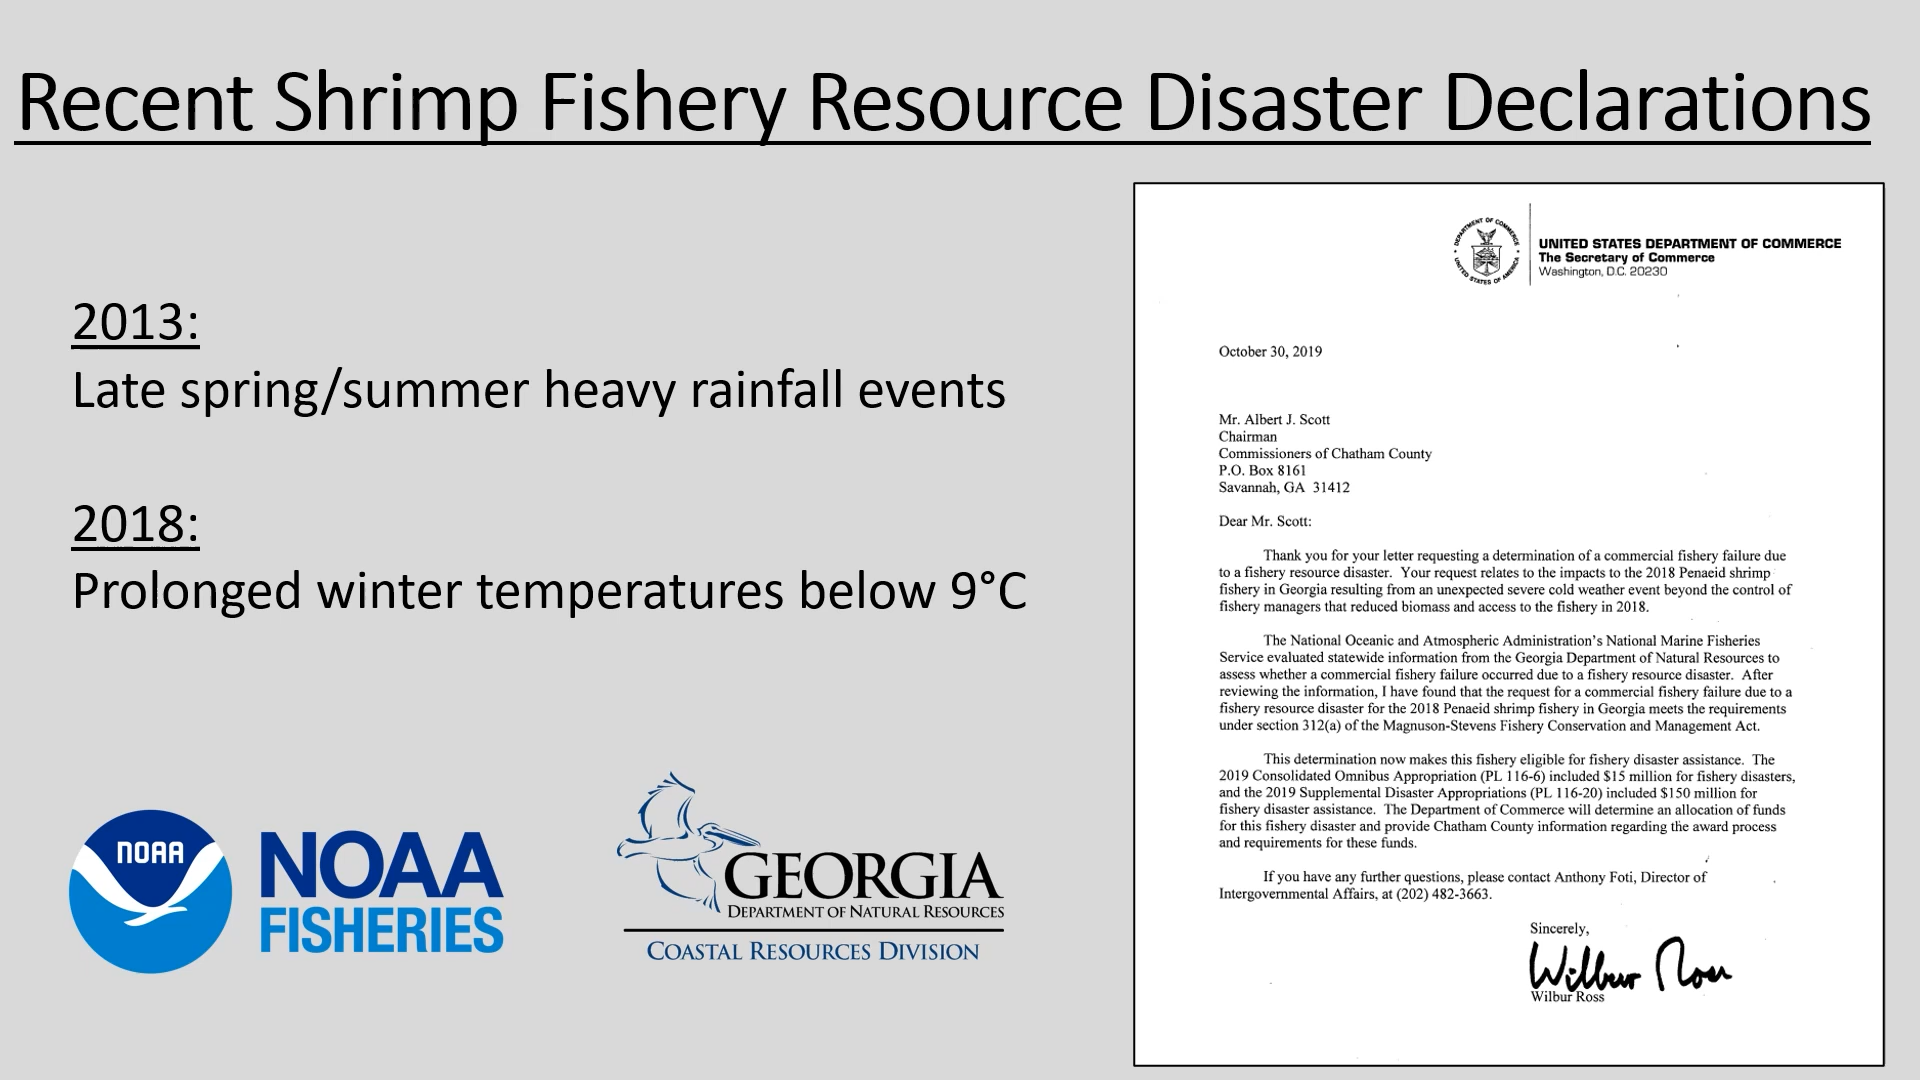 Recent Shrimp Fishery Resource Disaster Declarations
2013:
Late spring/summer heavy rainfall events
2018:
Prolonged winter temperatures below 9°C
NOAA
NOAA
FISHERIES
GEORGIA
DEPARTMENT OF NATURAL RESOURCES
COASTAL RESOURCES DIVISION
DEPARTMENT OF COMMERCE
UNITED STATES OF AMERICA
UNITED STATES DEPARTMENT OF COMMERCE
The Secretary of Commerce
Washington, D.C. 20230
October 30, 2019
Mr. Albert J. Scott
Chairman
Commissioners of Chatham County
P.O. Box 8161
Savannah, GA 31412
Dear Mr. Scott:
Thank you for your letter requesting a determination of a commercial fishery failure due
to a fishery resource disaster. Your request relates to the impacts to the 2018 Penaeid shrimp
fishery in Georgia resulting from an unexpected severe cold weather event beyond the control of
fishery managers that reduced biomass and access to the fishery in 2018.
The National Oceanic and Atmospheric Administration's National Marine Fisheries
Service evaluated statewide information from the Georgia Department of Natural Resources to
assess whether a commercial fishery failure occurred due to a fishery resource disaster. After
reviewing the information, I have found that the request for a commercial fishery failure due to a
fishery resource disaster for the 2018 Penaeid shrimp fishery in Georgia meets the requirements
under section 312(a) of the Magnuson-Stevens Fishery Conservation and Management Act.
This determination now makes this fishery eligible for fishery disaster assistance. The
2019 Consolidated Omnibus Appropriation (PL 116-6) included $15 million for fishery disasters,
and the 2019 Supplemental Disaster Appropriations (PL 116-20) included $150 million for
fishery disaster assistance. The Department of Commerce will determine an allocation of funds
for this fishery disaster and provide Chatham County information regarding the award process
and requirements for these funds.
If you have any further questions, please contact Anthony Foti, Director of
Intergovernmental Affairs, at (202) 482-3663.
Sincerely,
Wilbur Ross
Wilbur Ross